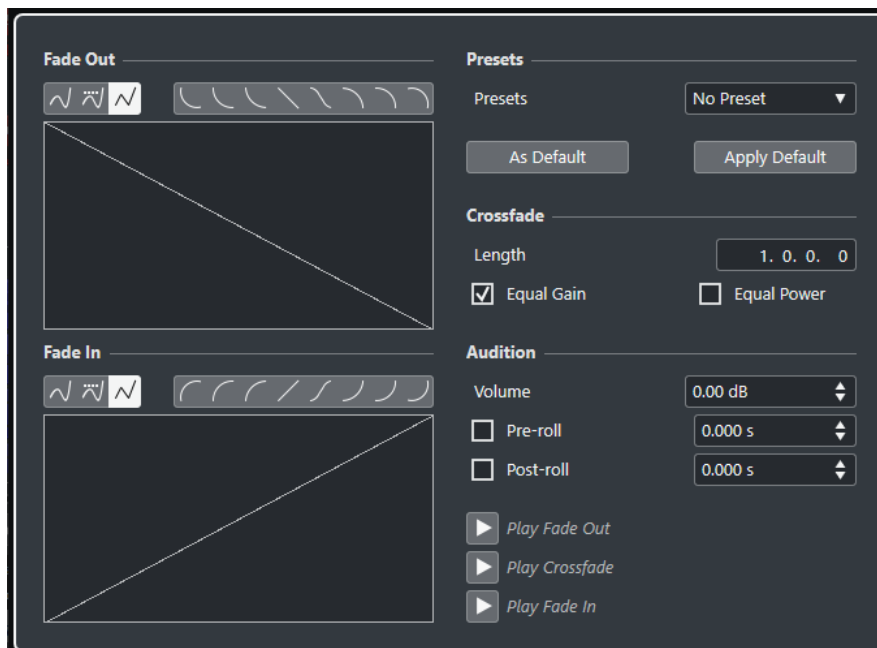 Fade Out
Presets
Presets
No Preset
As Default
Apply Default
Crossfade
Length
1. 0. 0. 0
Equal Gain
Equal Power
Fade In
Audition
Volume
0.00 dB
Pre-roll
0.000 s
Post-roll
0.000 s
Play Fade Out
Play Crossfade
Play Fade In